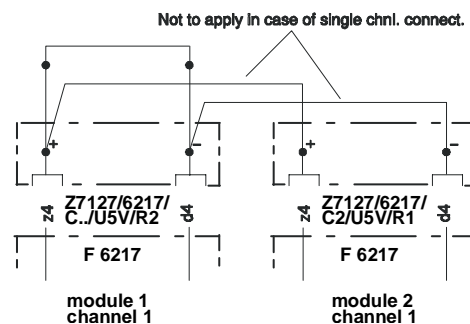 Not to apply in case of single chnl. connect.
+ - + -
Z7127/6217/
C../U5V/R2
z4 d4
F 6217
module 1
channel 1
Z7127/6217/
C2/U5V/R1
z4 d4
F 6217
module 2
channel 1